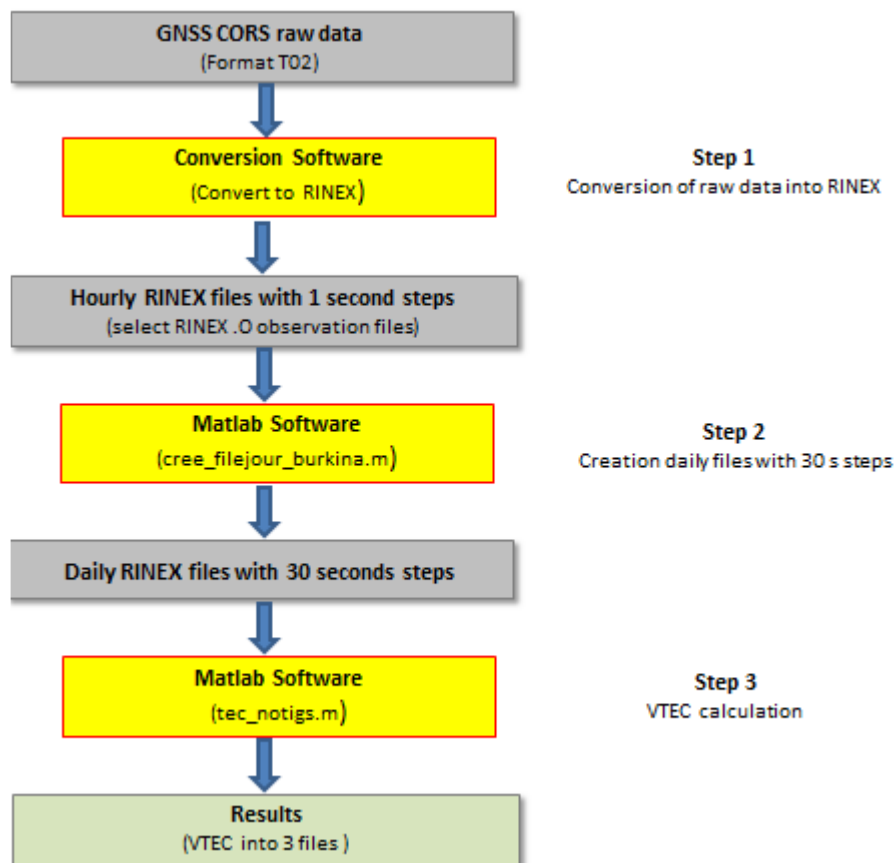 GNSS CORS raw data
(Format T02)
Conversion Software
(Convert to RINEX)
Step 1
Conversion of raw data into RINEX
Hourly RINEX files with 1 second steps
(select RINEX .O observation files)
Matlab Software
(cree_filejour_burkina.m)
Step 2
Creation daily files with 30 s steps
Daily RINEX files with 30 seconds steps
Matlab Software
(tec_notigs.m)
Step 3
VTEC calculation
Results
(VTEC into 3 files )